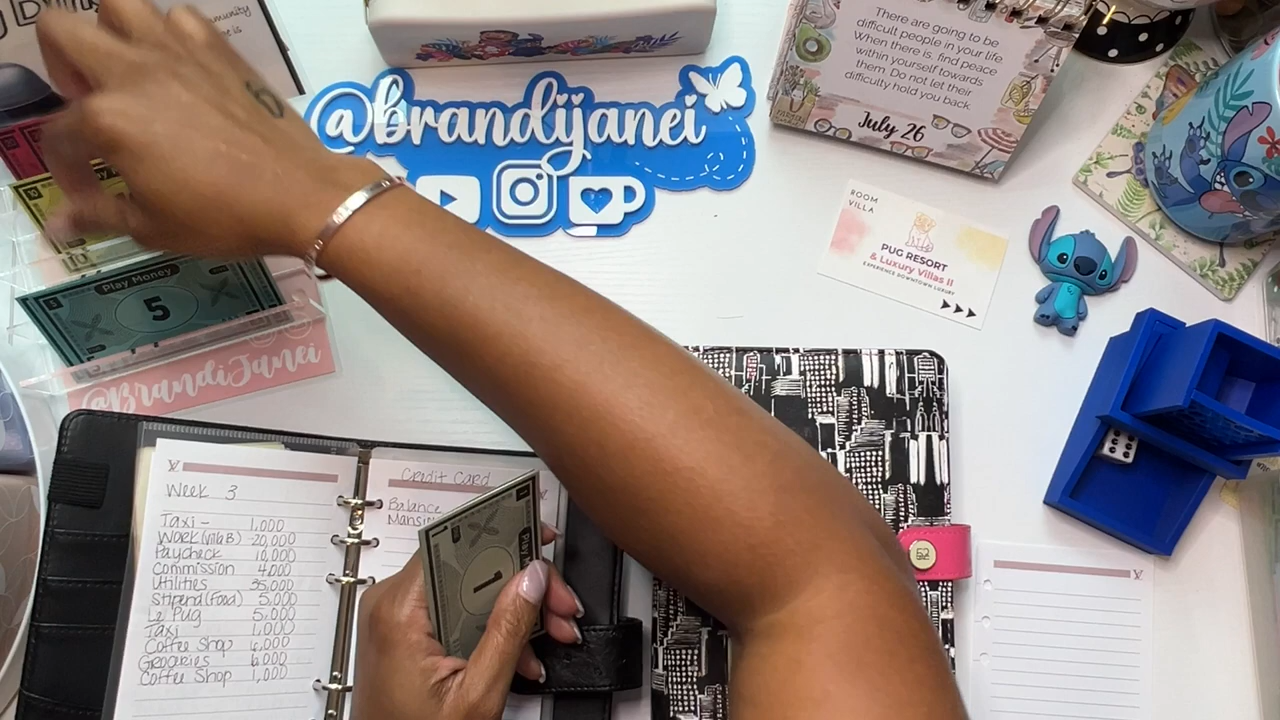 mmunity
is
There are going to be
difficult people in your life.
When there is, find peace
within yourself towards
them. Do not let their
difficulty hold you back.
July 26
@brandijanei
ROOM
VILLA
PUG RESORT
& Luxury Villas II
EXPERIENCE DOWNTOWN LUXURY
10
Play Money
5
@BrandiJanei
52
Week 3
Taxi - 1,000
Work (Villa B) 20,000
Paycheck 10,000
Commission 4,000
Utilities 35,000
Stipend (Food) 5,000
Le Pug 5,000
Taxi 1,000
Coffee Shop 6,000
Groceries 6,000
Coffee Shop 1,000
Credit Card
Balance
Mansi
Play M
1